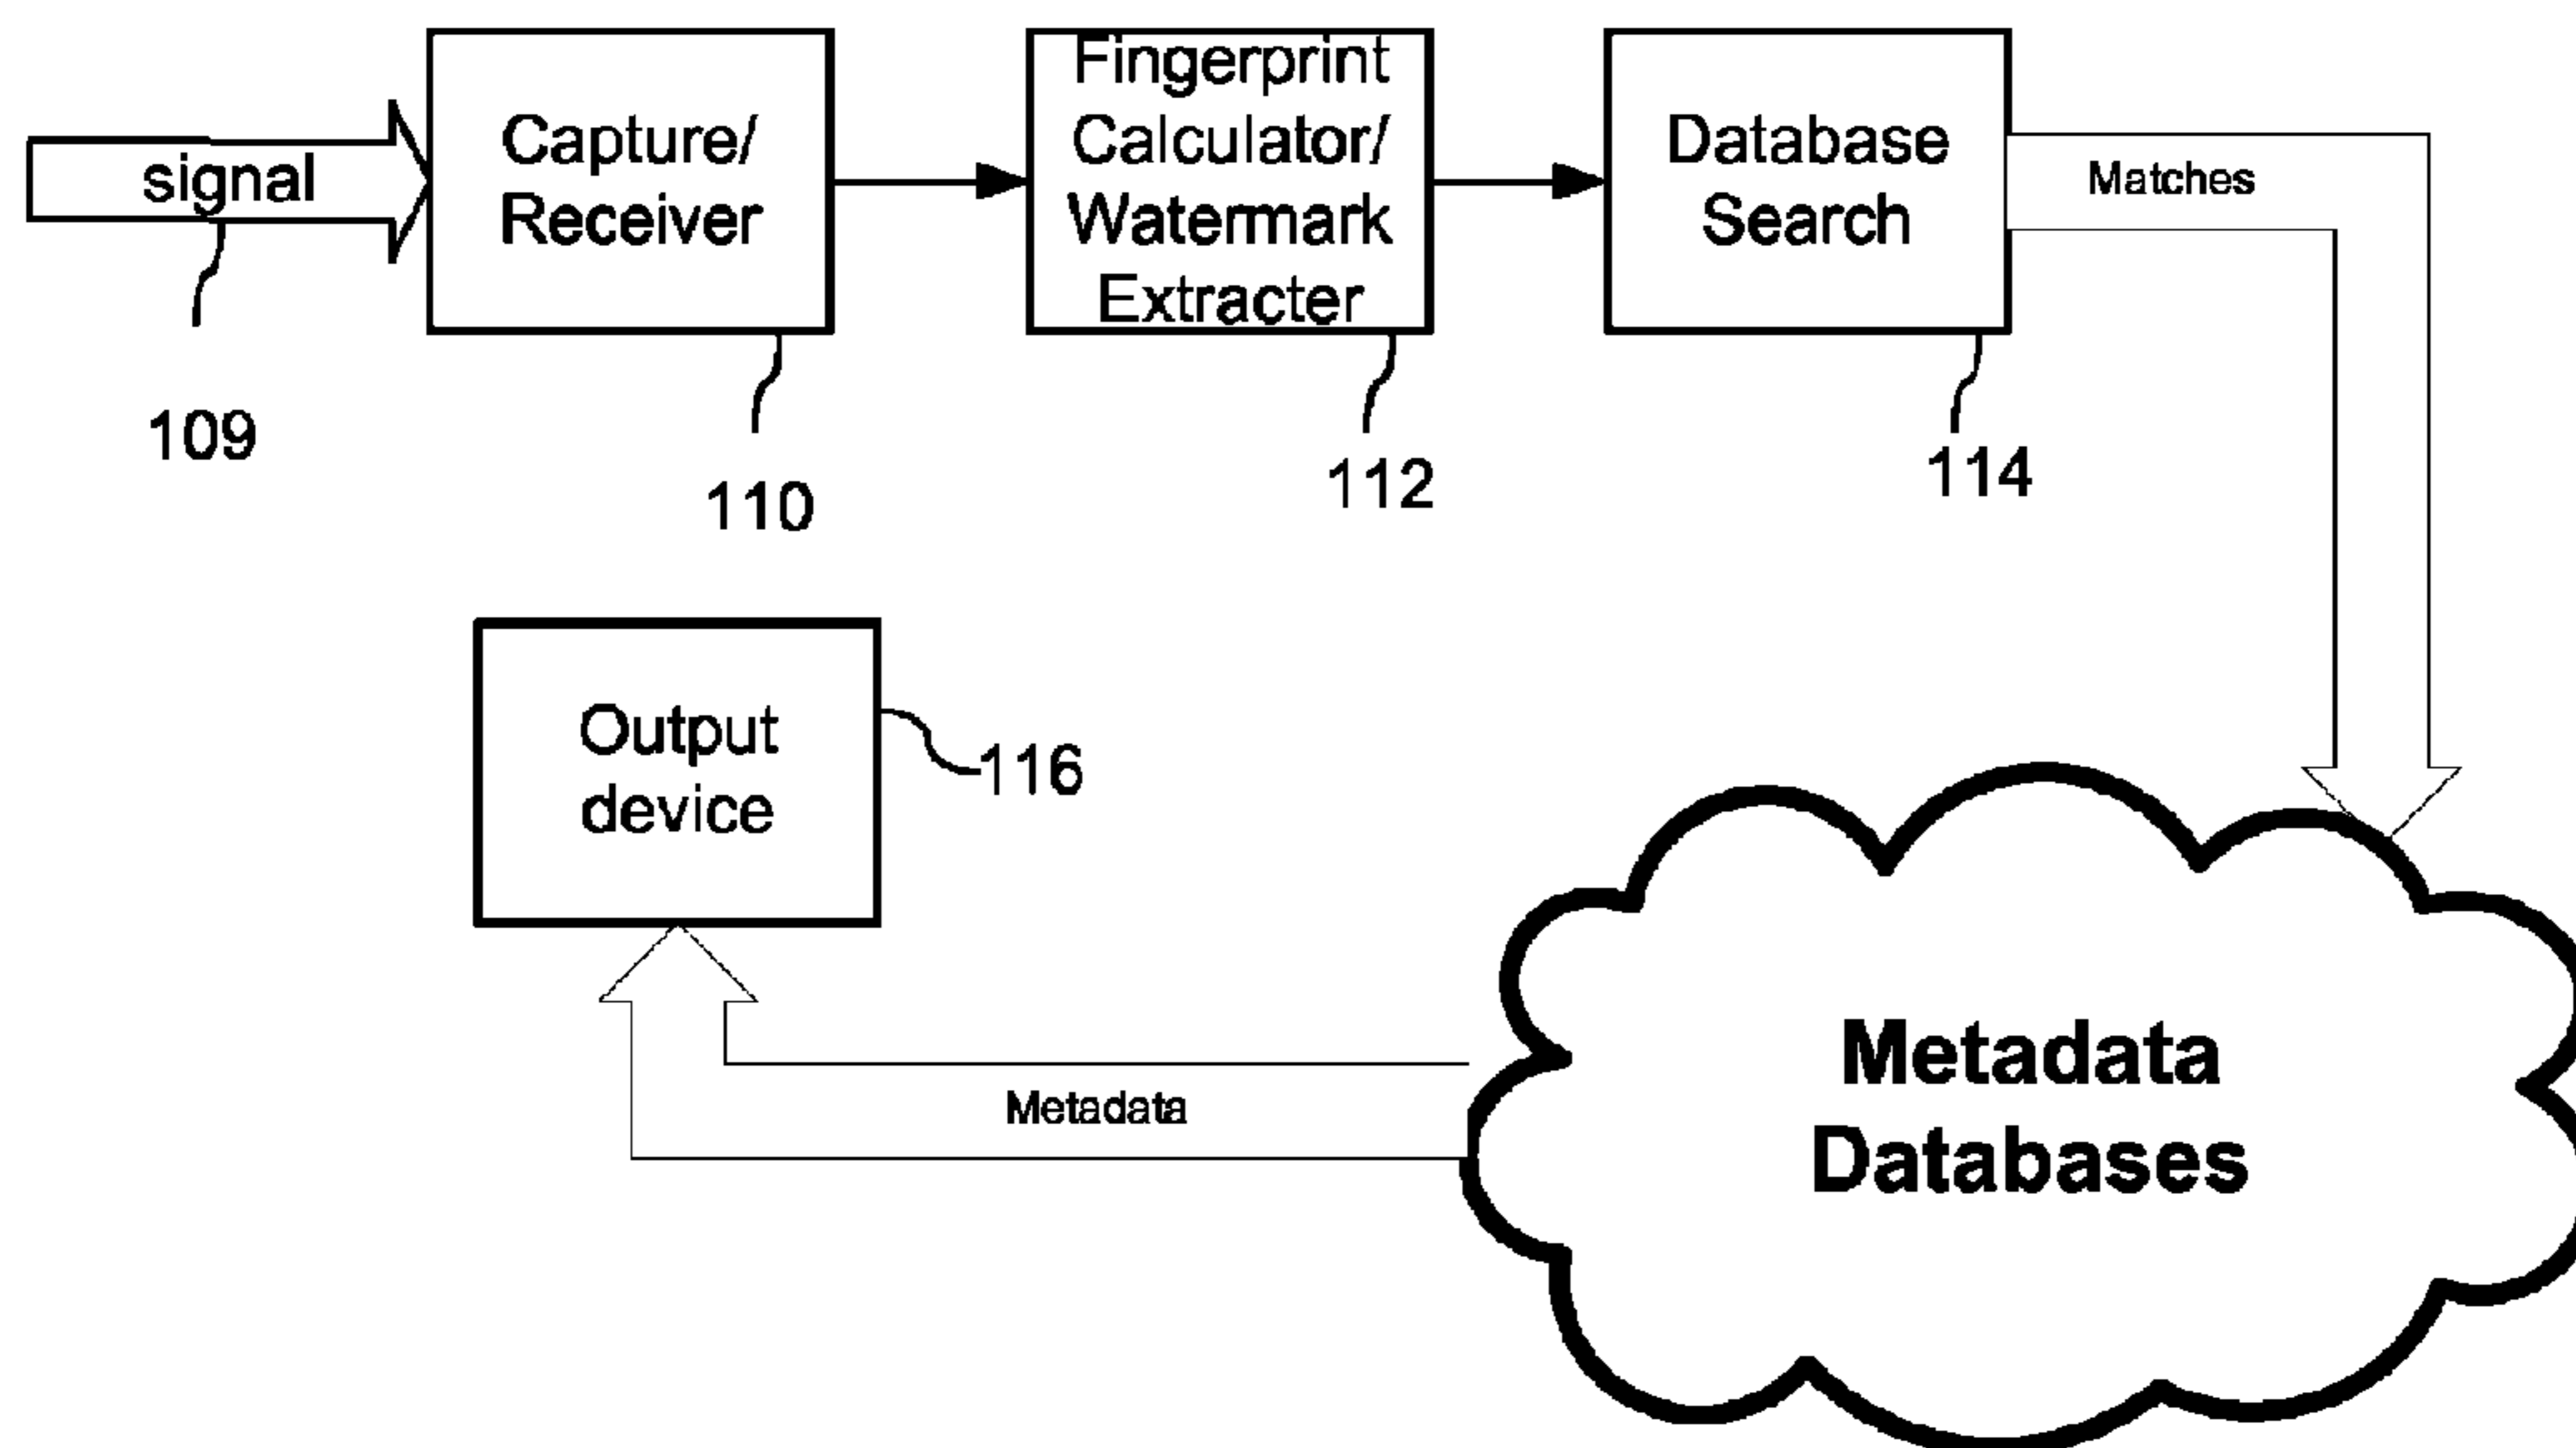 signal
Capture/
Receiver
Fingerprint
Calculator/
Watermark
Extracter
Database
Search
Matches
109
110
112
114
Output
device
116
Metadata
Metadata
Databases